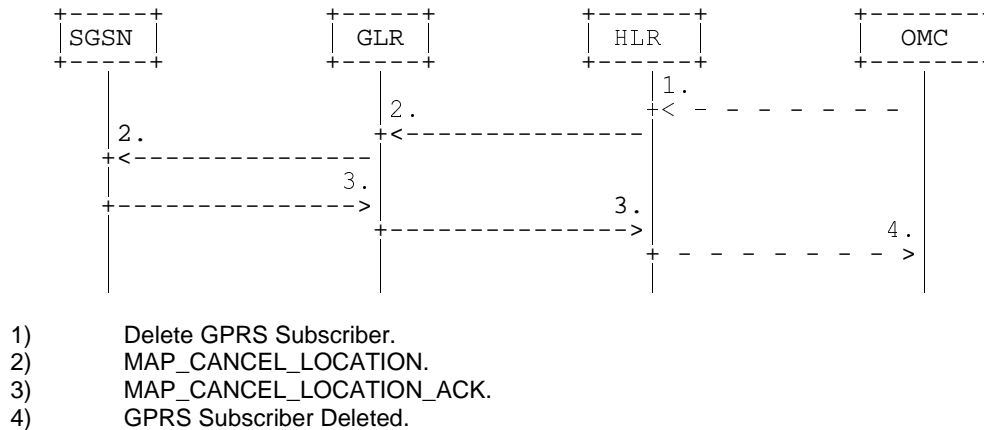 SGSN GLR HLR OMC
1.
2.
2.
3.
3.
4.
1) Delete GPRS Subscriber.
2) MAP_CANCEL_LOCATION.
3) MAP_CANCEL_LOCATION_ACK.
4) GPRS Subscriber Deleted.